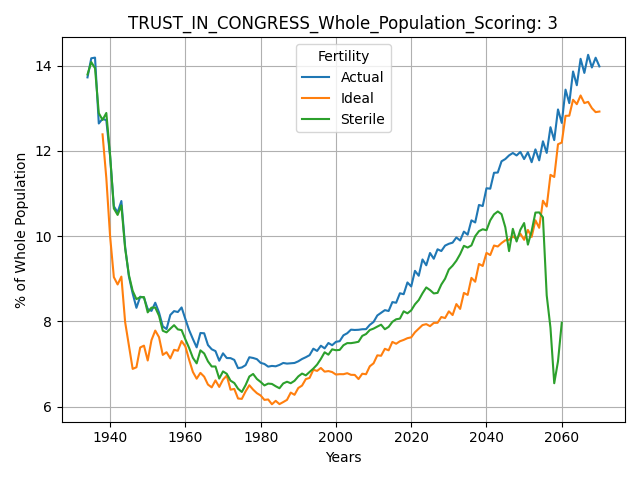 TRUST_IN_CONGRESS_Whole_Population_Scoring: 3
Fertility
Actual
Ideal
Sterile
% of Whole Population
14
12
10
8
6
1940 1960 1980 2000 2020 2040 2060
Years